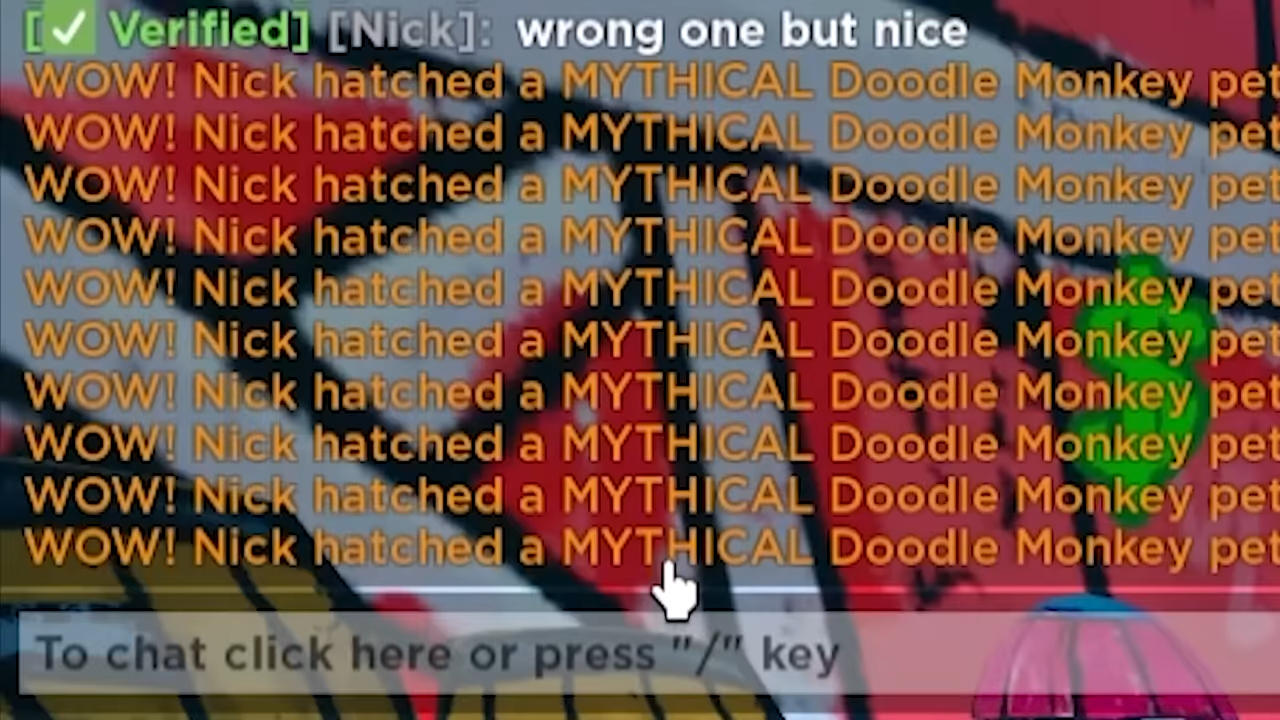 [✓ Verified] [Nick]: wrong one but nice
WOW! Nick hatched a MYTHICAL Doodle Monkey pet
WOW! Nick hatched a MYTHICAL Doodle Monkey pet
WOW! Nick hatched a MYTHICAL Doodle Monkey pet
WOW! Nick hatched a MYTHICAL Doodle Monkey pet
WOW! Nick hatched a MYTHICAL Doodle Monkey pet
WOW! Nick hatched a MYTHICAL Doodle Monkey pet
WOW! Nick hatched a MYTHICAL Doodle Monkey pet
WOW! Nick hatched a MYTHICAL Doodle Monkey pet
WOW! Nick hatched a MYTHICAL Doodle Monkey pet
WOW! Nick hatched a MYTHICAL Doodle Monkey pet
To chat click here or press "/" key